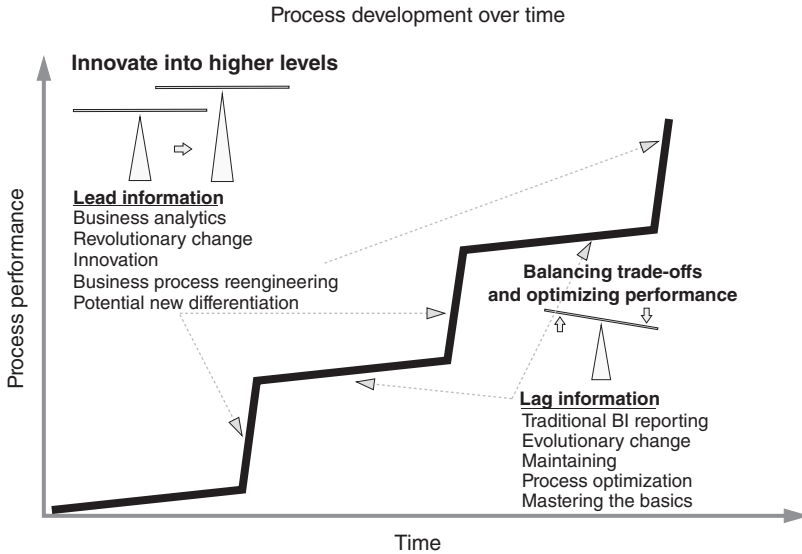 Process development over time
Innovate into higher levels
Lead information
Business analytics
Revolutionary change
Innovation
Business process reengineering
Potential new differentiation
Process performance
Balancing trade-offs
and optimizing performance
Lag information
Traditional BI reporting
Evolutionary change
Maintaining
Process optimization
Mastering the basics
Time